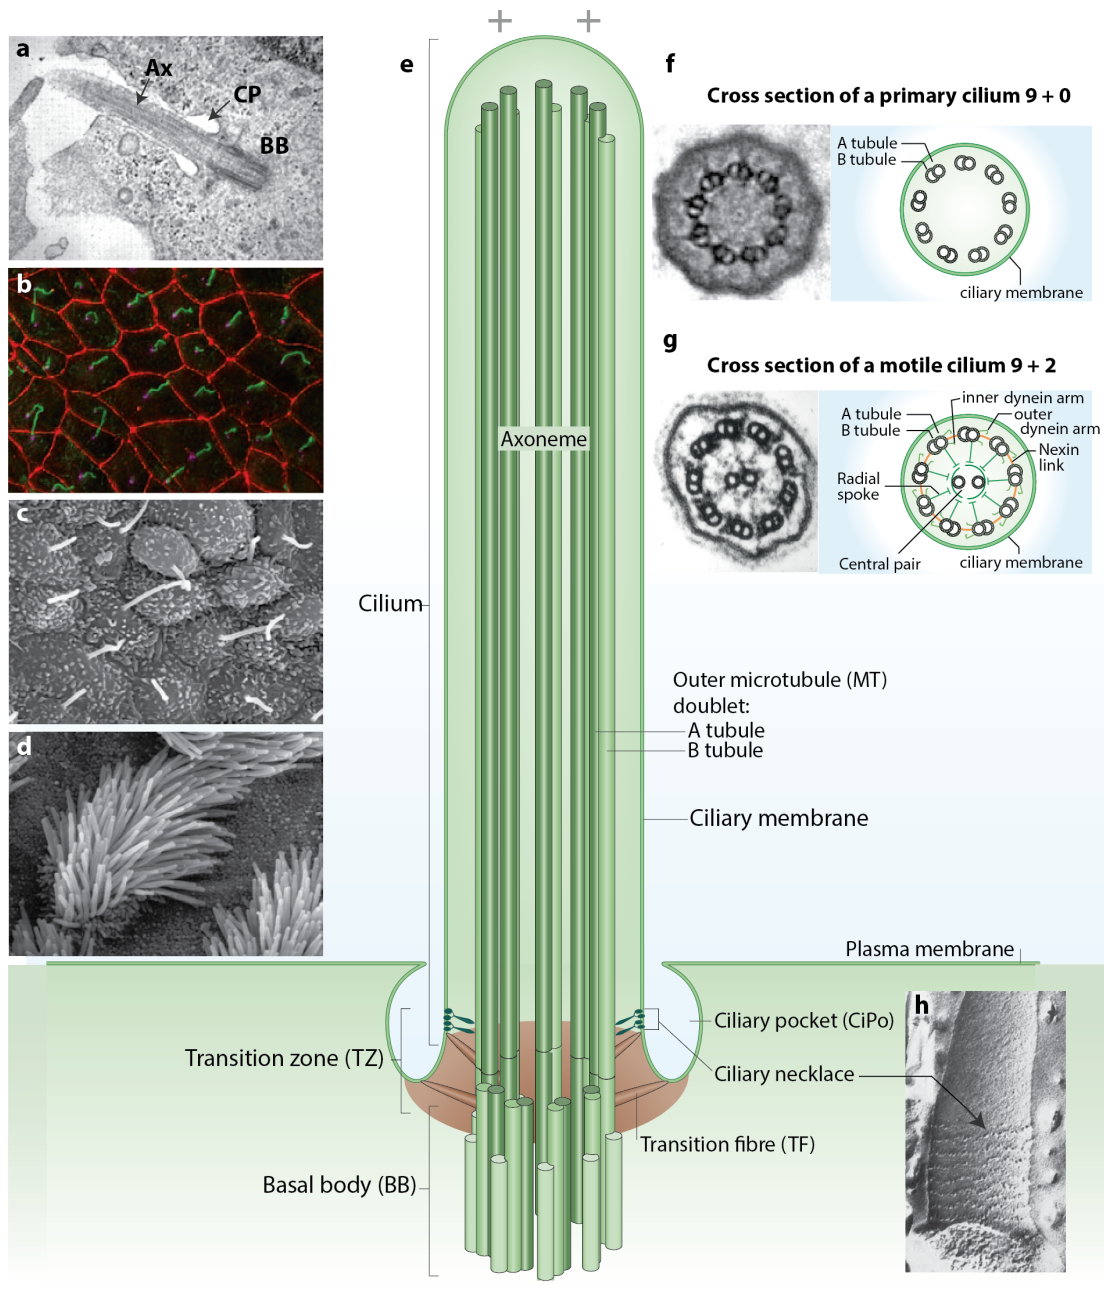 a
Ax
CP
BB
b
c
d
e
+ +
Axoneme
Cilium
Outer microtubule (MT)
doublet:
A tubule
B tubule
Ciliary membrane
Plasma membrane
Ciliary pocket (CiPo)
Ciliary necklace
Transition zone (TZ)
Transition fibre (TF)
Basal body (BB)
f
Cross section of a primary cilium 9 + 0
A tubule
B tubule
ciliary membrane
g
Cross section of a motile cilium 9 + 2
inner dynein arm
A tubule
B tubule
outer
dynein arm
Nexin
link
Radial
spoke
Central pair
ciliary membrane
h